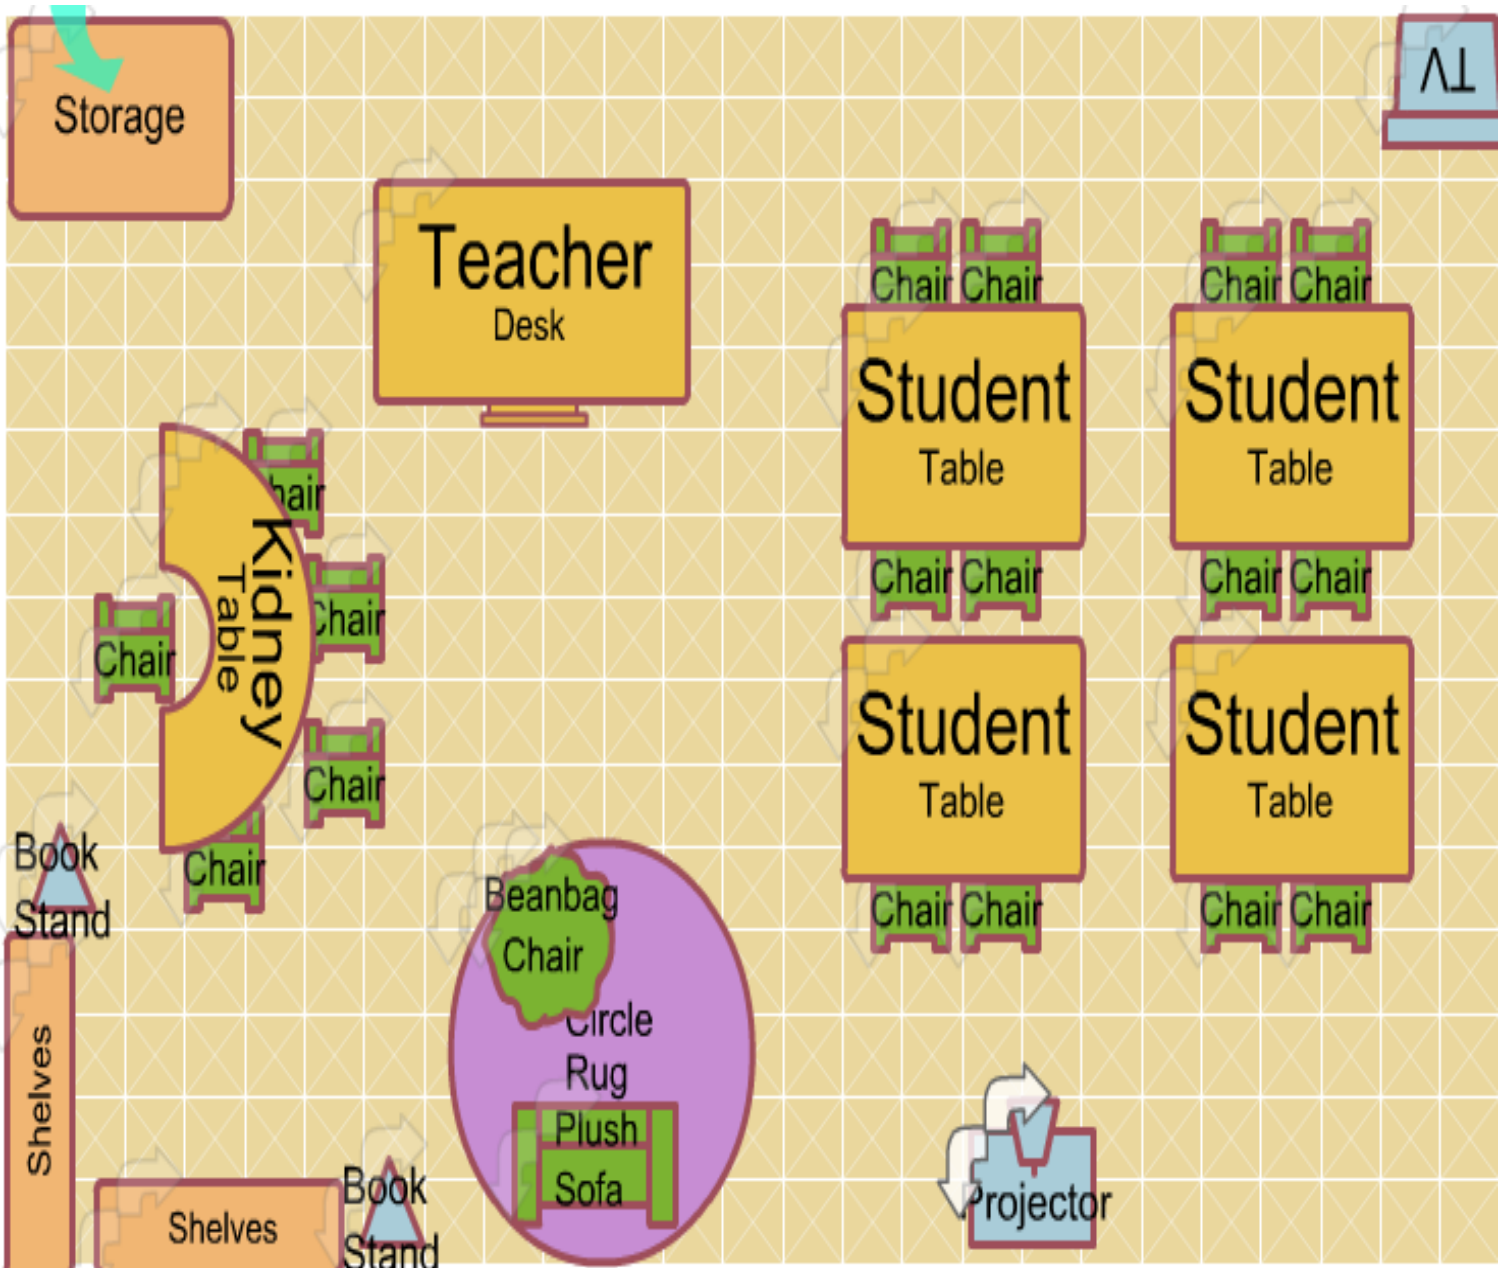 Storage
TV
Teacher
Desk
Chair Chair Chair Chair
Student Student
Table Table
Chair Chair Chair Chair
Student Student
Table Table
Chair Chair Chair Chair
hair
Chair
Kidney
Table
Chair
Chair
Chair
Book
Stand
Shelves
Shelves
Book
Stand
Beanbag
Chair
Circle
Rug
Plush
Sofa
Projector